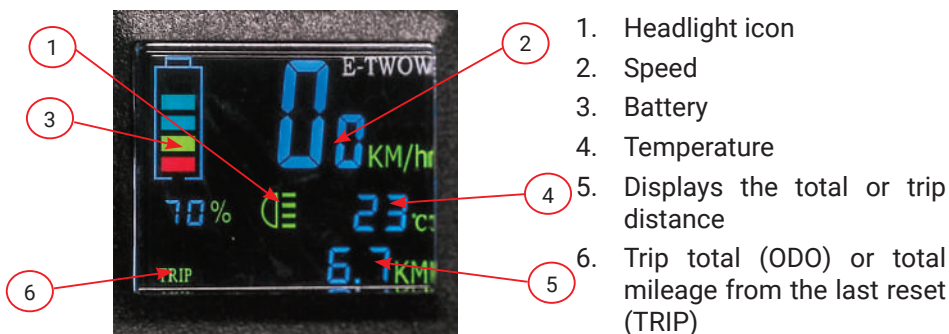 1
2
3
4
5
6
E-TWOW
00
KM/hr
70%
23
°C
6.7
KM
TRIP
1. Headlight icon
2. Speed
3. Battery
4. Temperature
5. Displays the total or trip
distance
6. Trip total (ODO) or total
mileage from the last reset
(TRIP)